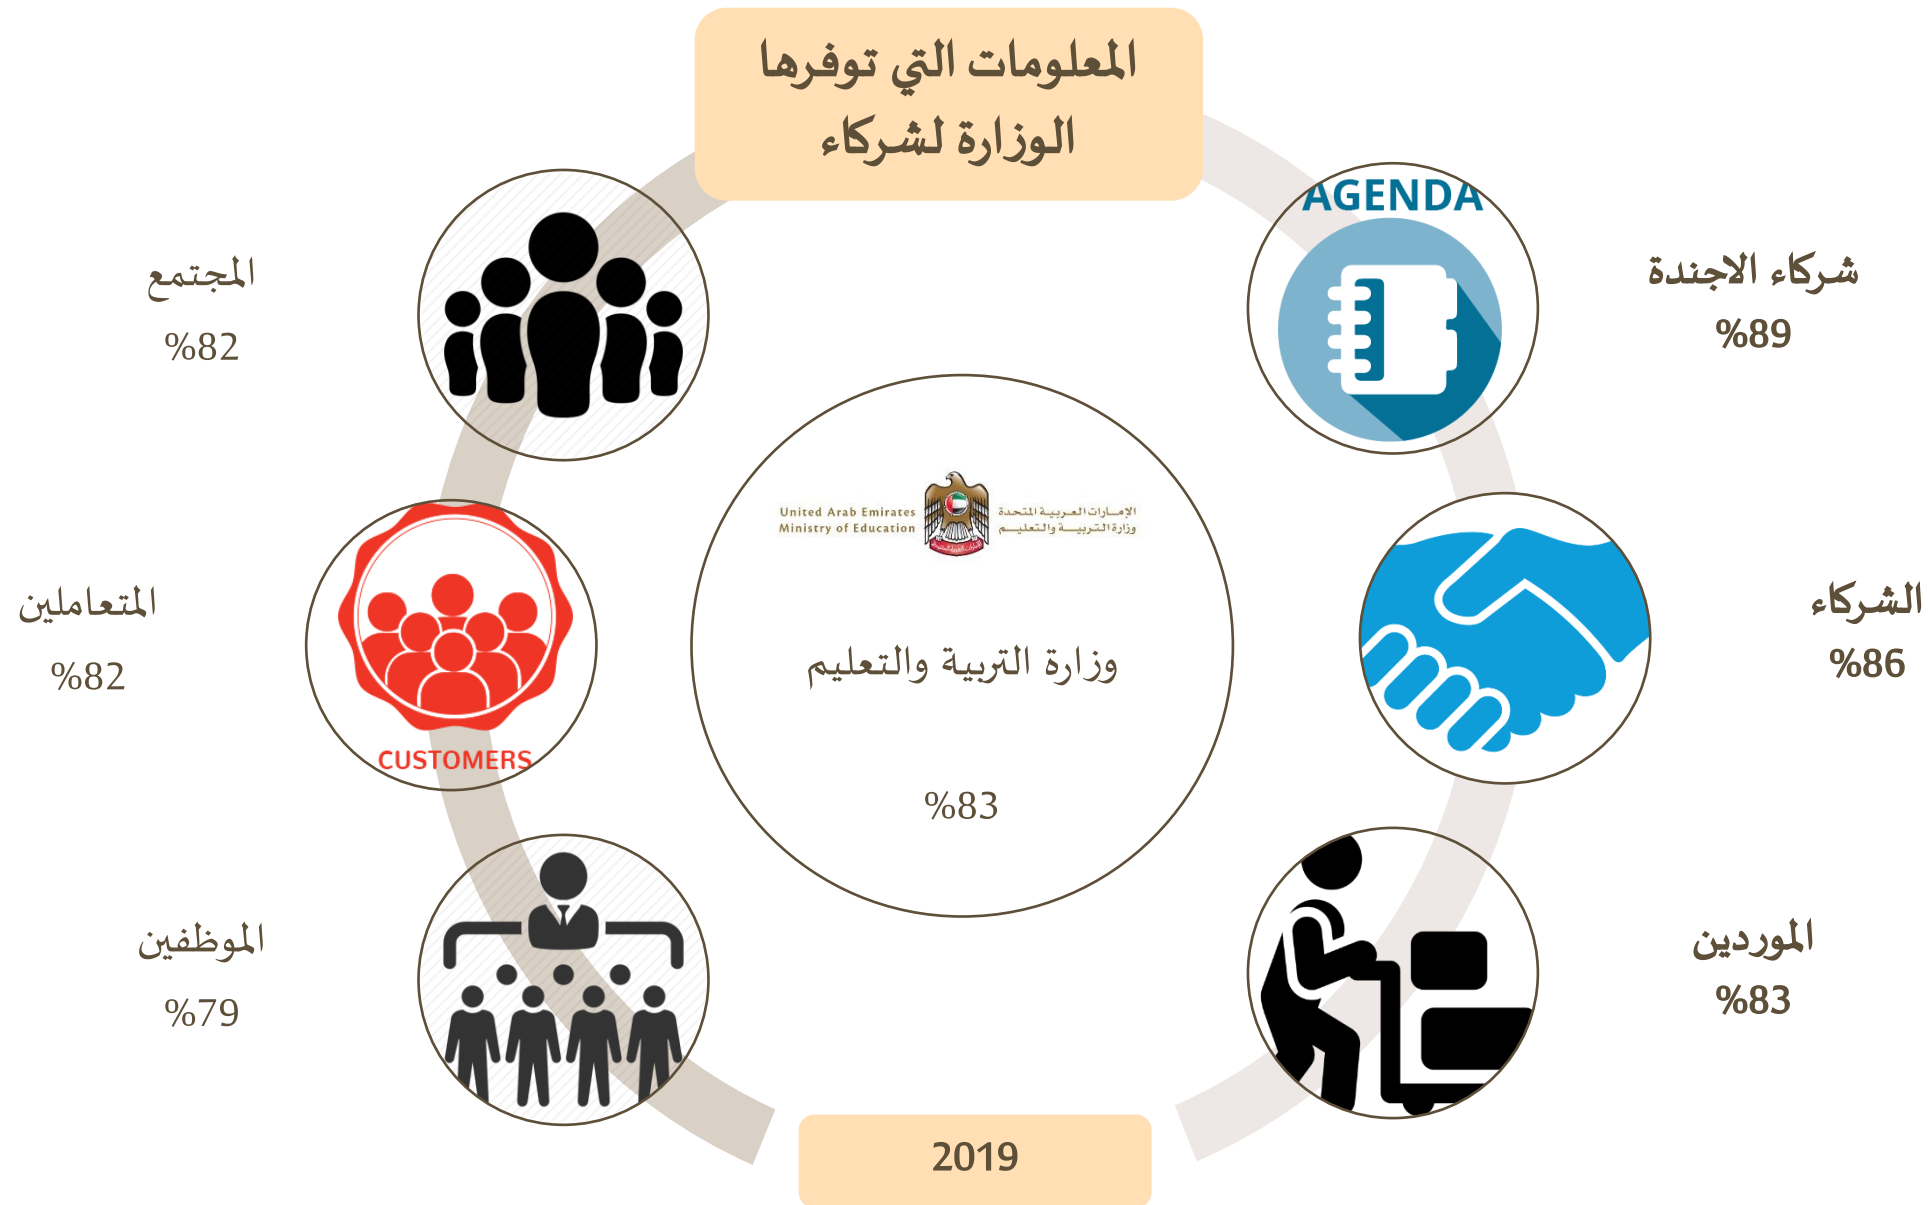 المعلومات التي توفرها
الوزارة لشركاء
AGENDA
شركاء الاجندة
%89
المجتمع
%82
الشركاء
%86
المتعاملين
%82
CUSTOMERS
United Arab Emirates
Ministry of Education
الإمارات العربية المتحدة
وزارة التربية والتعليم
وزارة التربية والتعليم
%83
الموردين
%83
الموظفين
%79
2019